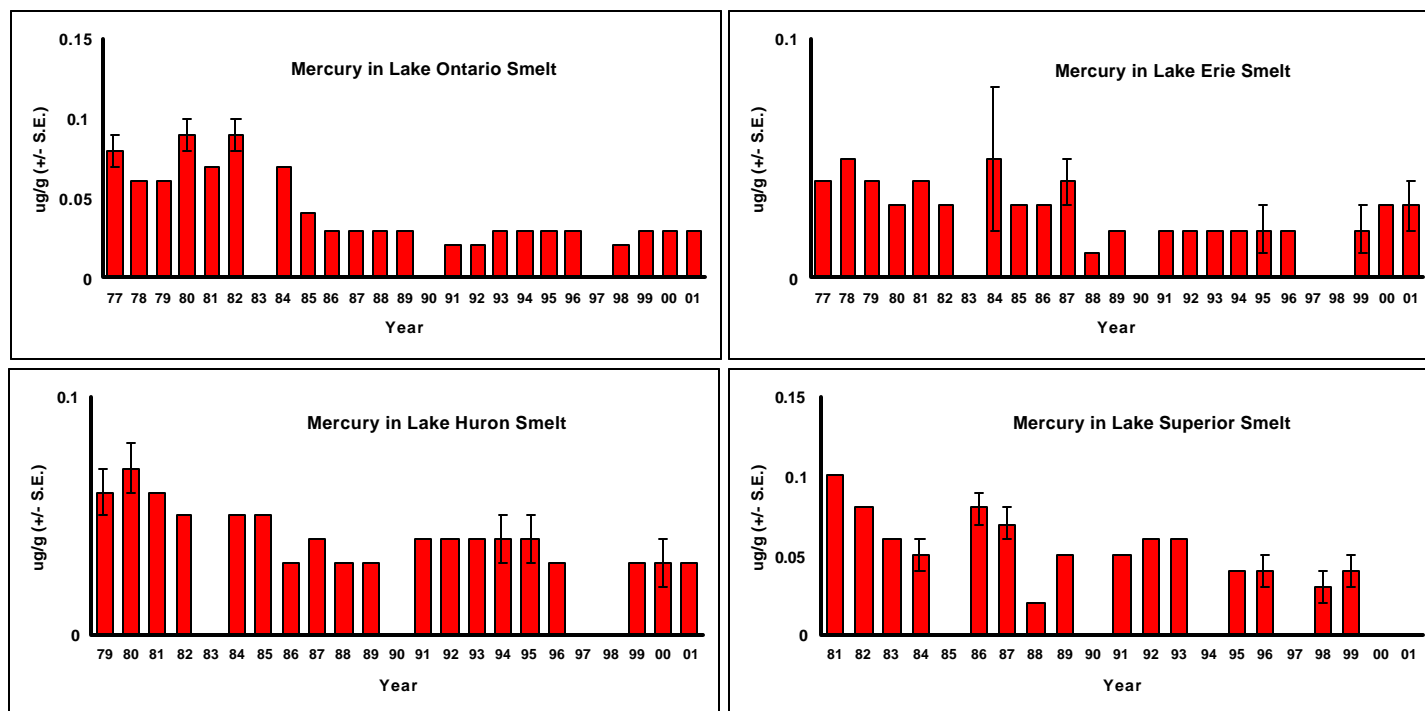 Mercury in Lake Ontario Smelt
ug/g (+/- S.E.)
0.15
0.1
0.05
0
77 78 79 80 81 82 83 84 85 86 87 88 89 90 91 92 93 94 95 96 97 98 99 00 01
Year
Mercury in Lake Erie Smelt
ug/g (+/- S.E.)
0.1
0
77 78 79 80 81 82 83 84 85 86 87 88 89 90 91 92 93 94 95 96 97 98 99 00 01
Year
Mercury in Lake Huron Smelt
ug/g (+/- S.E.)
0.1
0
79 80 81 82 83 84 85 86 87 88 89 90 91 92 93 94 95 96 97 98 99 00 01
Year
Mercury in Lake Superior Smelt
ug/g (+/- S.E.)
0.15
0.1
0.05
0
81 82 83 84 85 86 87 88 89 90 91 92 93 94 95 96 97 98 99 00 01
Year